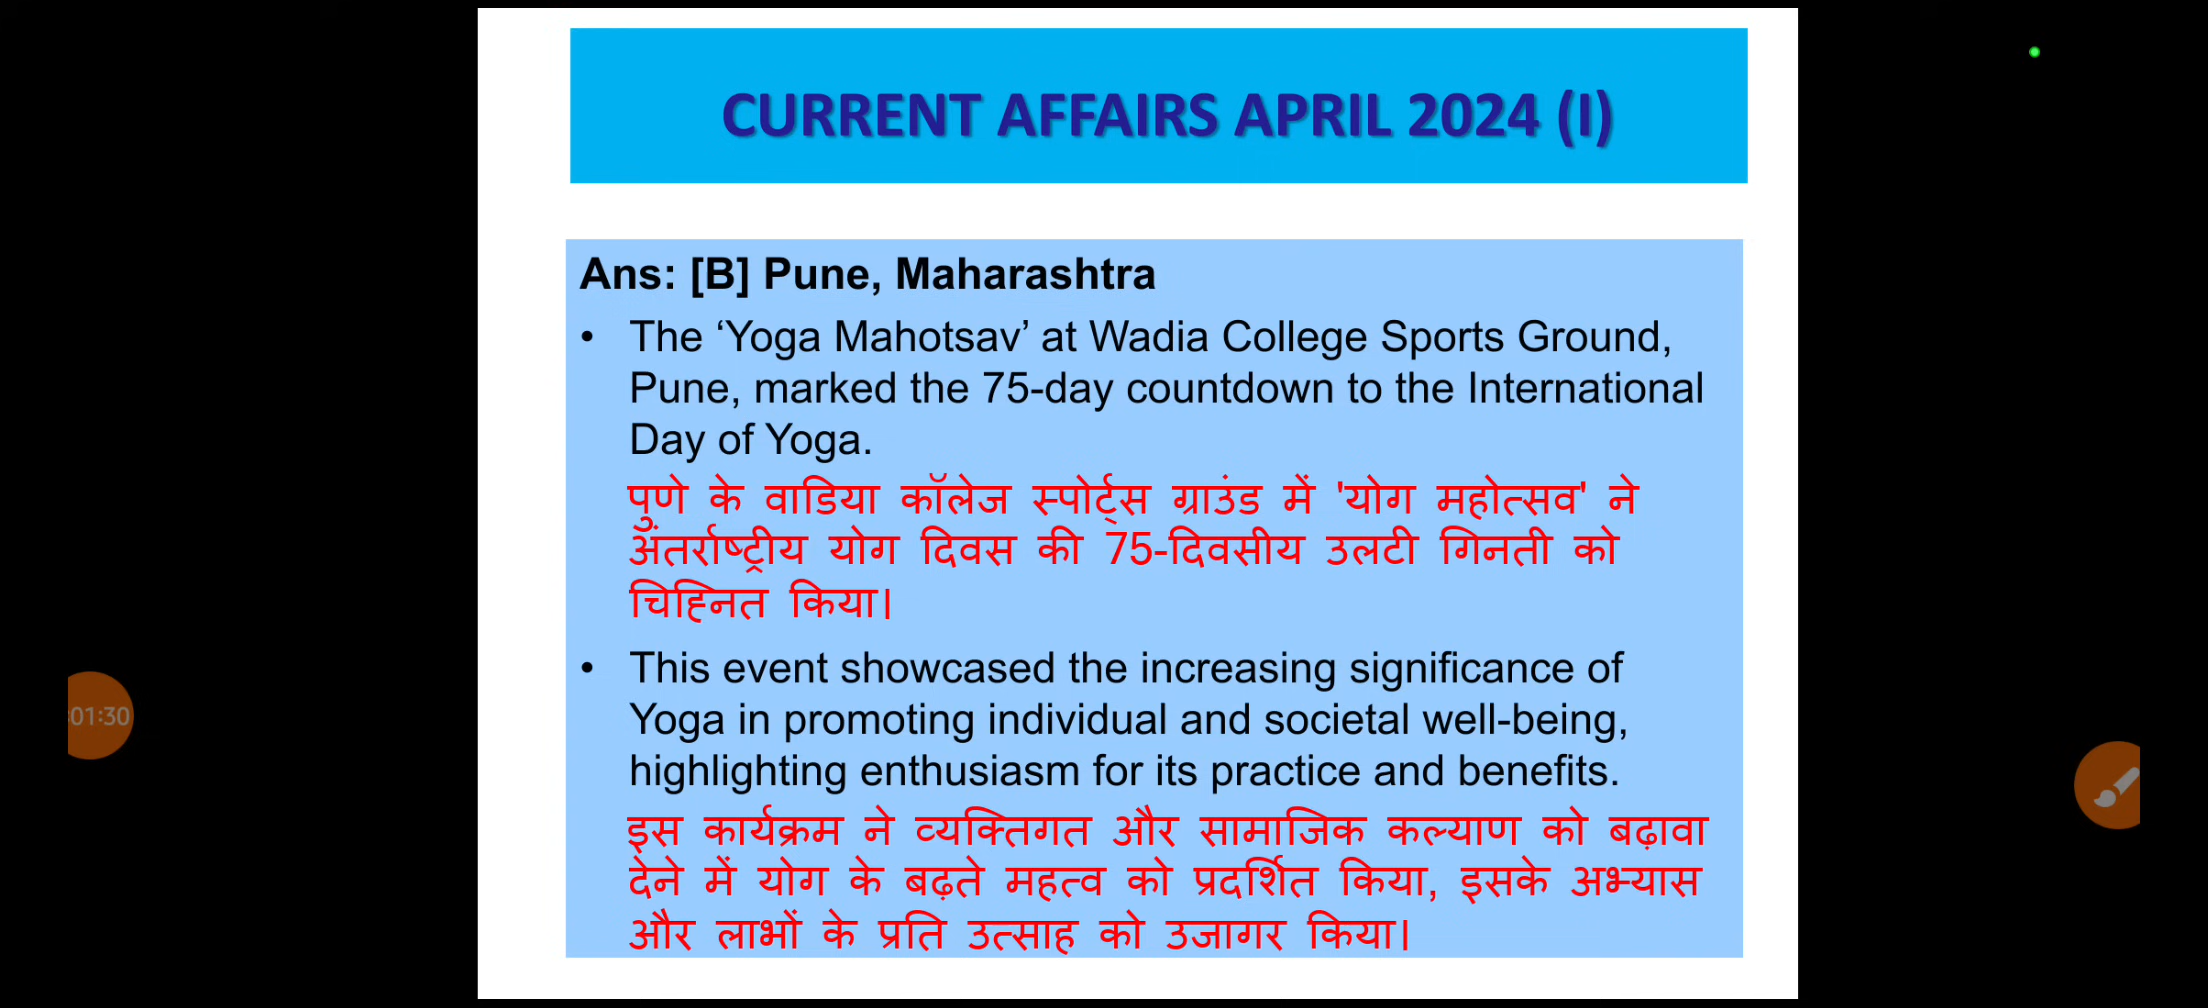 CURRENT AFFAIRS APRIL 2024 (I)
Ans: [B] Pune, Maharashtra
• The ‘Yoga Mahotsav’ at Wadia College Sports Ground,
Pune, marked the 75-day countdown to the International
Day of Yoga.
पुणे के वाडिया कॉलेज स्पोर्ट्स ग्राउंड में 'योग महोत्सव' ने
अंतर्राष्ट्रीय योग दिवस की 75-दिवसीय उलटी गिनती को
चिह्नित किया।
• This event showcased the increasing significance of
Yoga in promoting individual and societal well-being,
highlighting enthusiasm for its practice and benefits.
इस कार्यक्रम ने व्यक्तिगत और सामाजिक कल्याण को बढ़ावा
देने में योग के बढ़ते महत्व को प्रदर्शित किया, इसके अभ्यास
और लाभों के प्रति उत्साह को उजागर किया।
:01:30